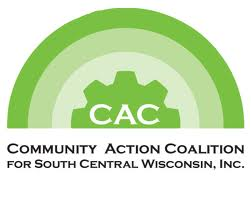 CAC
COMMUNITY ACTION COALITION
FOR SOUTH CENTRAL WISCONSIN, INC.